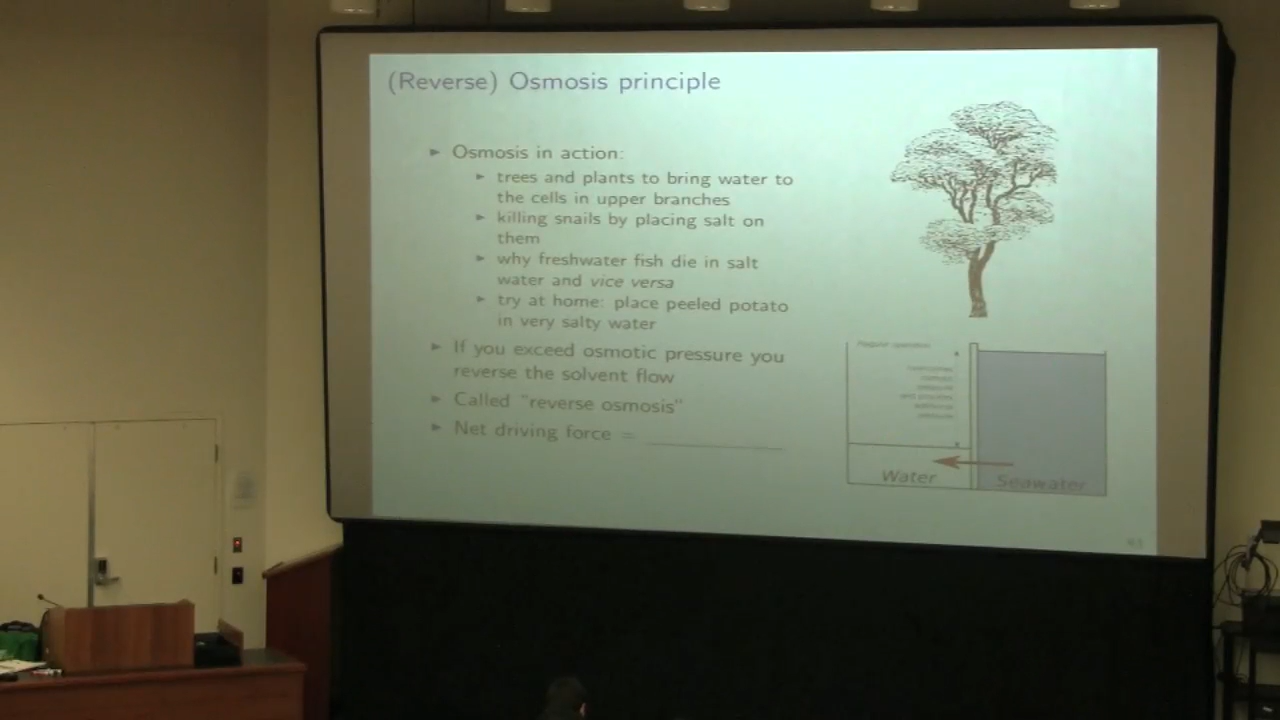 (Reverse) Osmosis principle
Osmosis in action:
trees and plants to bring water to
the cells in upper branches
killing snails by placing salt on
them
why freshwater fish die in salt
water and vice versa
try at home: place peeled potato
in very salty water
If you exceed osmotic pressure you
reverse the solvent flow
Called "reverse osmosis"
Net driving force =
Water
Seawater